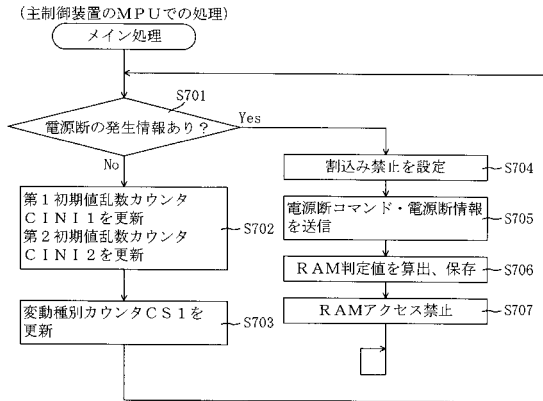 (主制御装置のMPUでの処理)
メイン処理
S701
電源断の発生情報あり？
Yes
No
割込み禁止を設定
S704
第1初期値乱数カウンタ
CINI1を更新
第2初期値乱数カウンタ
CINI2を更新
S702
電源断コマンド・電源断情報
を送信
S705
RAM判定値を算出、保存
S706
変動種別カウンタCS1を
更新
S703
RAMアクセス禁止
S707